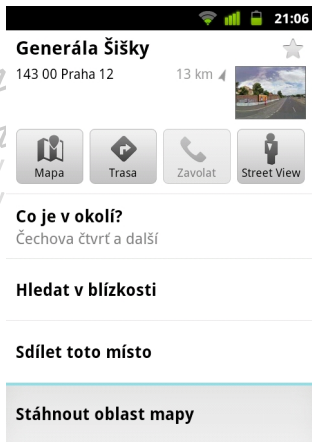 21:06
Generála Šišky
143 00 Praha 12
13 km
Mapa
Trasa
Zavolat
Street View
Co je v okolí?
Čechova čtvrť a další
Hledat v blízkosti
Sdílet toto místo
Stáhnout oblast mapy